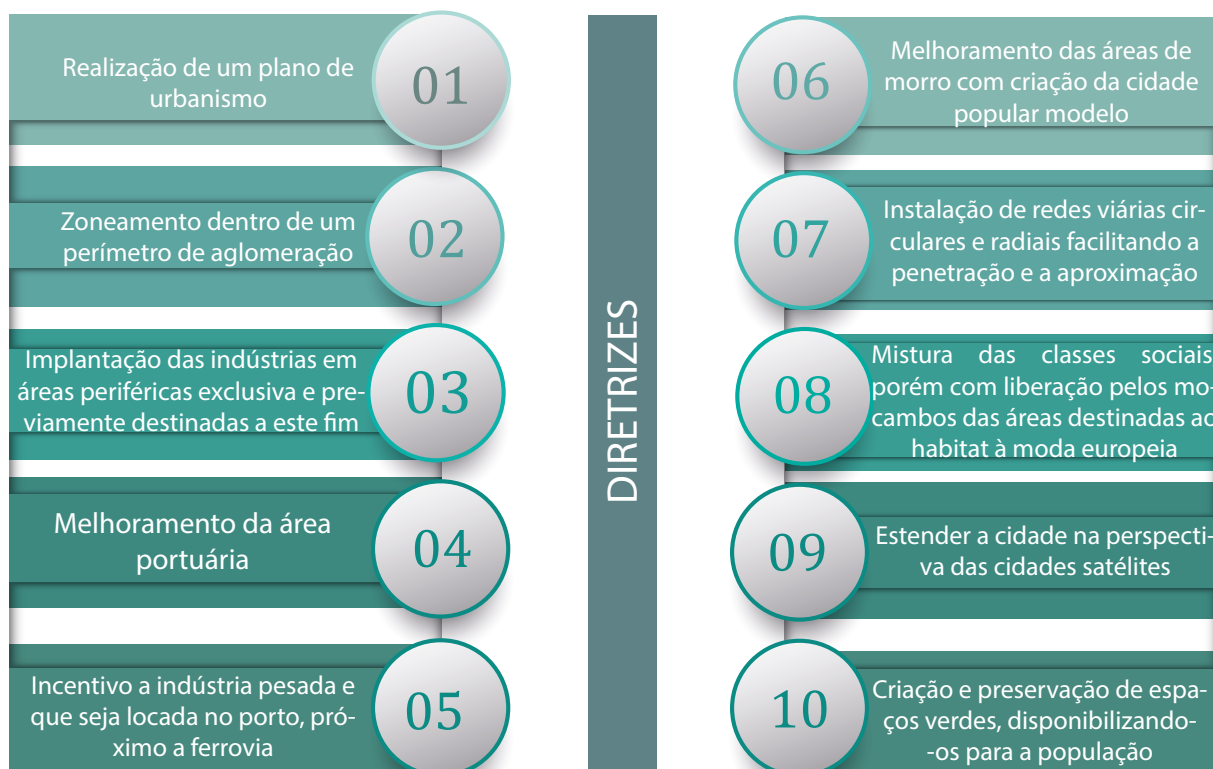 Realização de um plano de
urbanismo
01
Zoneamento dentro de um
perímetro de aglomeração
02
Implantação das indústrias em
áreas periféricas exclusiva e pre-
viamente destinadas a este fim
03
Melhoramento da área
portuária
04
Incentivo a indústria pesada e
que seja locada no porto, pró-
ximo a ferrovia
05
DIRETRIZES
06
Melhoramento das áreas de
morro com criação da cidade
popular modelo
07
Instalação de redes viárias cir-
culares e radiais facilitando a
penetração e a aproximação
08
Mistura das classes sociais
porém com liberação pelos mo-
cambos das áreas destinadas ao
habitat à moda europeia
09
Estender a cidade na perspecti-
va das cidades satélites
10
Criação e preservação de espa-
ços verdes, disponibilizando-
-os para a população